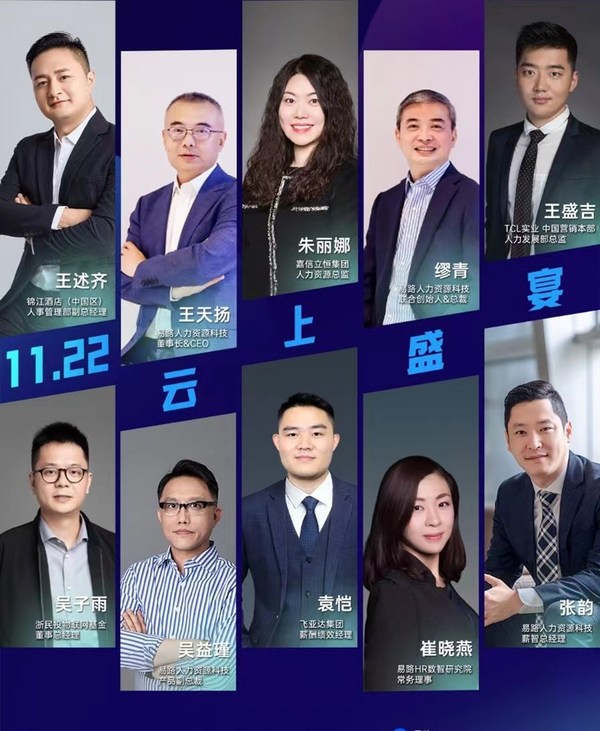 王述齐
锦江酒店（中国区）
人事管理部副总经理
王天扬
易路人力资源科技
董事长&CEO
朱丽娜
嘉信立恒集团
人力资源总监
缪青
易路人力资源科技
联合创始人&总裁
王盛吉
TCL实业 中国营销本部
人力发展部总监
11.22 云上盛宴
吴子雨
浙民投物联网基金
董事总经理
吴益瑾
易路人力资源科技
产品副总裁
袁恺
飞亚达集团
薪酬绩效经理
崔晓燕
易路HR数智研究院
常务理事
张韵
易路人力资源科技
薪智总经理